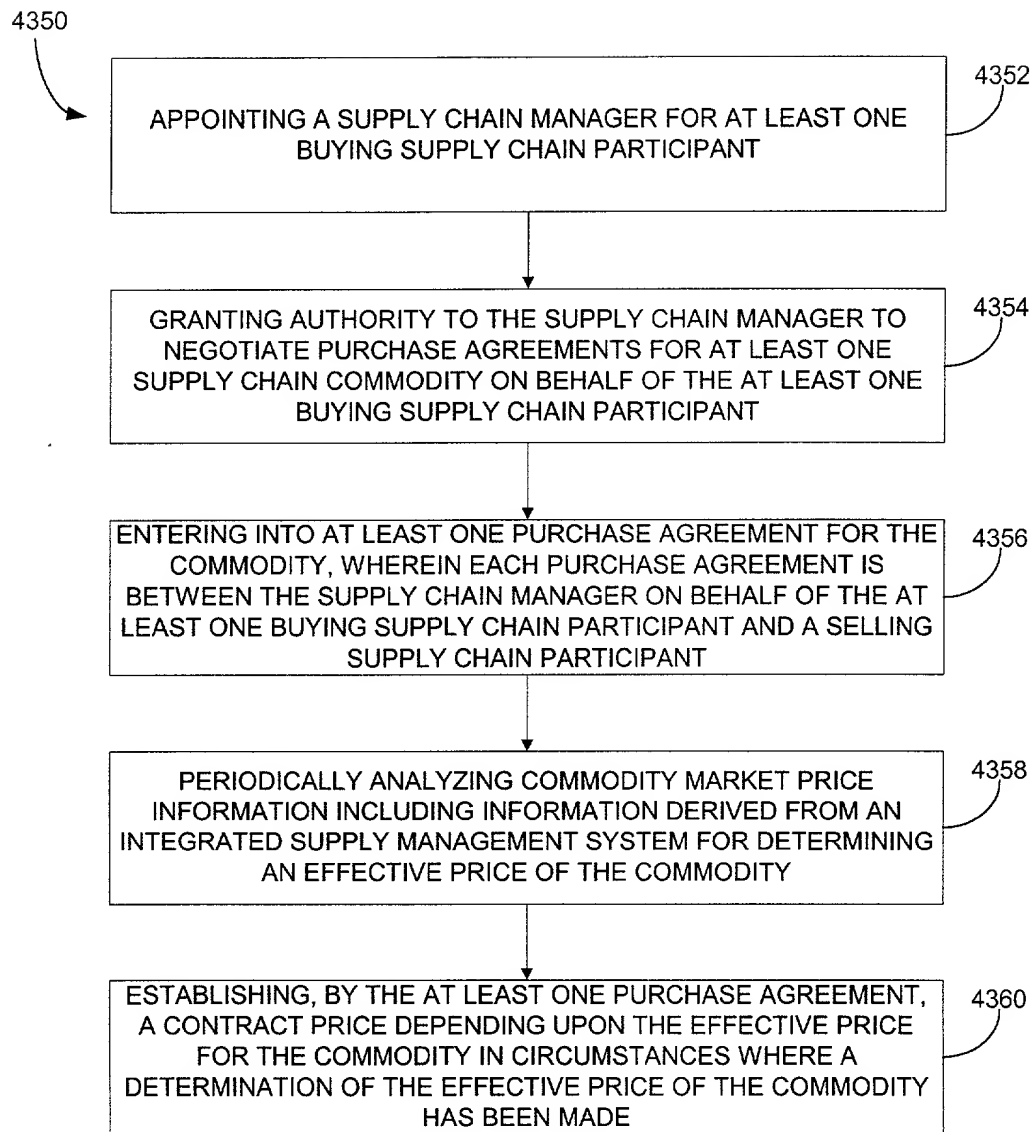 4350
4352
APPOINTING A SUPPLY CHAIN MANAGER FOR AT LEAST ONE
BUYING SUPPLY CHAIN PARTICIPANT
4354
GRANTING AUTHORITY TO THE SUPPLY CHAIN MANAGER TO
NEGOTIATE PURCHASE AGREEMENTS FOR AT LEAST ONE
SUPPLY CHAIN COMMODITY ON BEHALF OF THE AT LEAST ONE
BUYING SUPPLY CHAIN PARTICIPANT
4356
ENTERING INTO AT LEAST ONE PURCHASE AGREEMENT FOR THE
COMMODITY, WHEREIN EACH PURCHASE AGREEMENT IS
BETWEEN THE SUPPLY CHAIN MANAGER ON BEHALF OF THE AT
LEAST ONE BUYING SUPPLY CHAIN PARTICIPANT AND A SELLING
SUPPLY CHAIN PARTICIPANT
4358
PERIODICALLY ANALYZING COMMODITY MARKET PRICE
INFORMATION INCLUDING INFORMATION DERIVED FROM AN
INTEGRATED SUPPLY MANAGEMENT SYSTEM FOR DETERMINING
AN EFFECTIVE PRICE OF THE COMMODITY
4360
ESTABLISHING, BY THE AT LEAST ONE PURCHASE AGREEMENT,
A CONTRACT PRICE DEPENDING UPON THE EFFECTIVE PRICE
FOR THE COMMODITY IN CIRCUMSTANCES WHERE A
DETERMINATION OF THE EFFECTIVE PRICE OF THE COMMODITY
HAS BEEN MADE